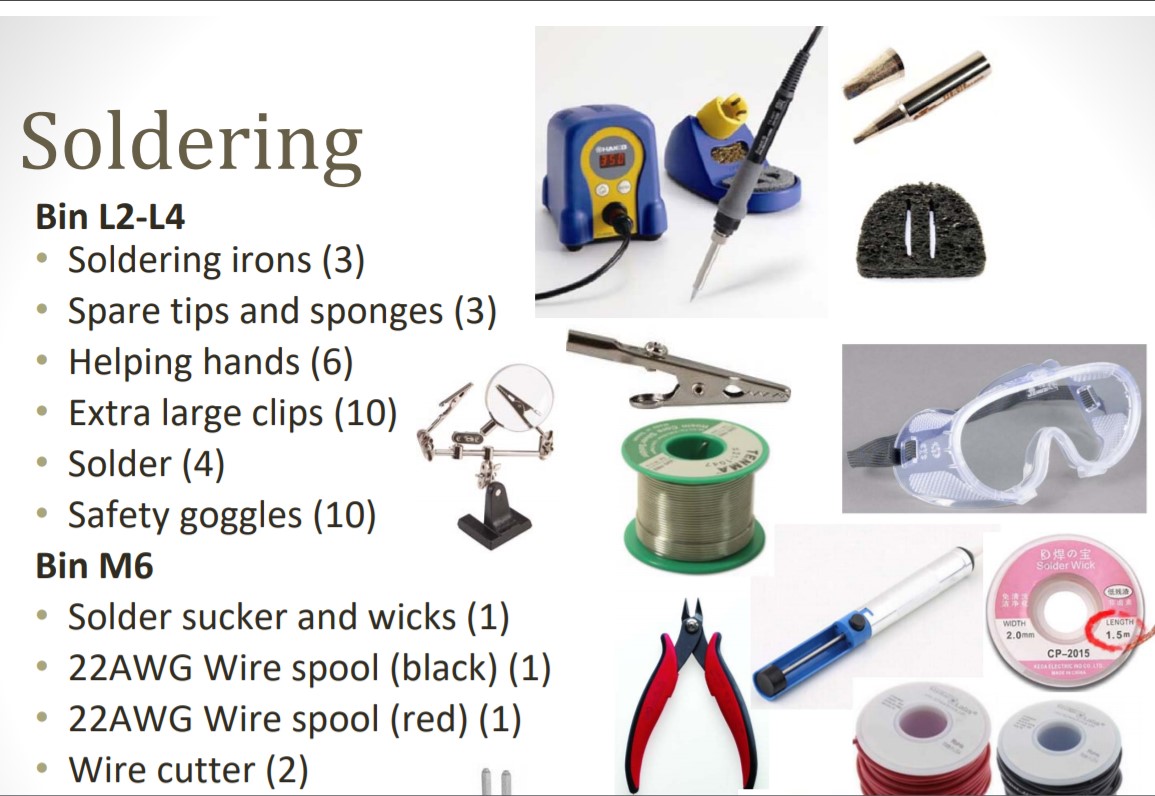 Soldering
Bin L2-L4
• Soldering irons (3)
• Spare tips and sponges (3)
• Helping hands (6)
• Extra large clips (10)
• Solder (4)
• Safety goggles (10)
Bin M6
• Solder sucker and wicks (1)
• 22AWG Wire spool (black) (1)
• 22AWG Wire spool (red) (1)
• Wire cutter (2)
HAKKO
356
TENMA
焊の宝
Solder Wick
WIDTH
2.0mm
LENGTH
1.5m
CP-2015
MADE IN CHINA